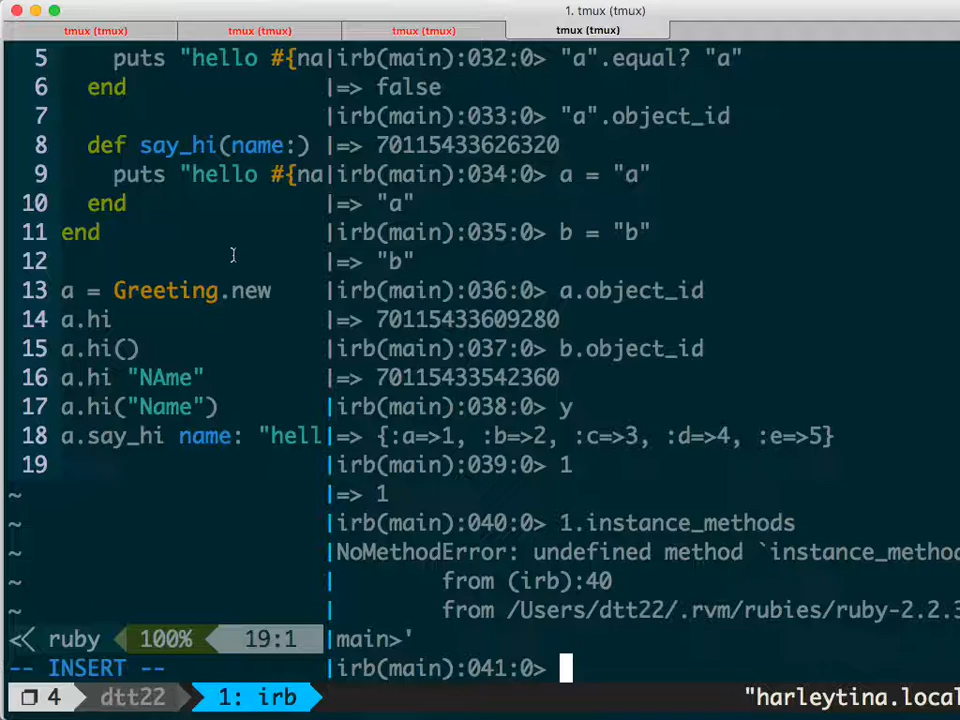 1. tmux (tmux)
tmux (tmux)
tmux (tmux)
tmux (tmux)
tmux (tmux)
5 puts "hello #{na
6 end
7
8 def say_hi(name:)
9 puts "hello #{na
10 end
11 end
12
13 a = Greeting.new
14 a.hi
15 a.hi()
16 a.hi "NAme"
17 a.hi("Name")
18 a.say_hi name: "hell
19
~
~
~
~
~
<< ruby 100% 19:1
-- INSERT --
|irb(main):032:0> "a".equal? "a"
|=> false
|irb(main):033:0> "a".object_id
|=> 70115433626320
|irb(main):034:0> a = "a"
|=> "a"
|irb(main):035:0> b = "b"
|=> "b"
|irb(main):036:0> a.object_id
|=> 70115433609280
|irb(main):037:0> b.object_id
|=> 70115433542360
|irb(main):038:0> y
|=> {:a=>1, :b=>2, :c=>3, :d=>4, :e=>5}
|irb(main):039:0> 1
|=> 1
|irb(main):040:0> 1.instance_methods
|NoMethodError: undefined method `instance_metho
| from (irb):40
| from /Users/dtt22/.rvm/rubies/ruby-2.2.3
|main>'
|irb(main):041:0>
4 dtt22 1: irb "harleytina.local